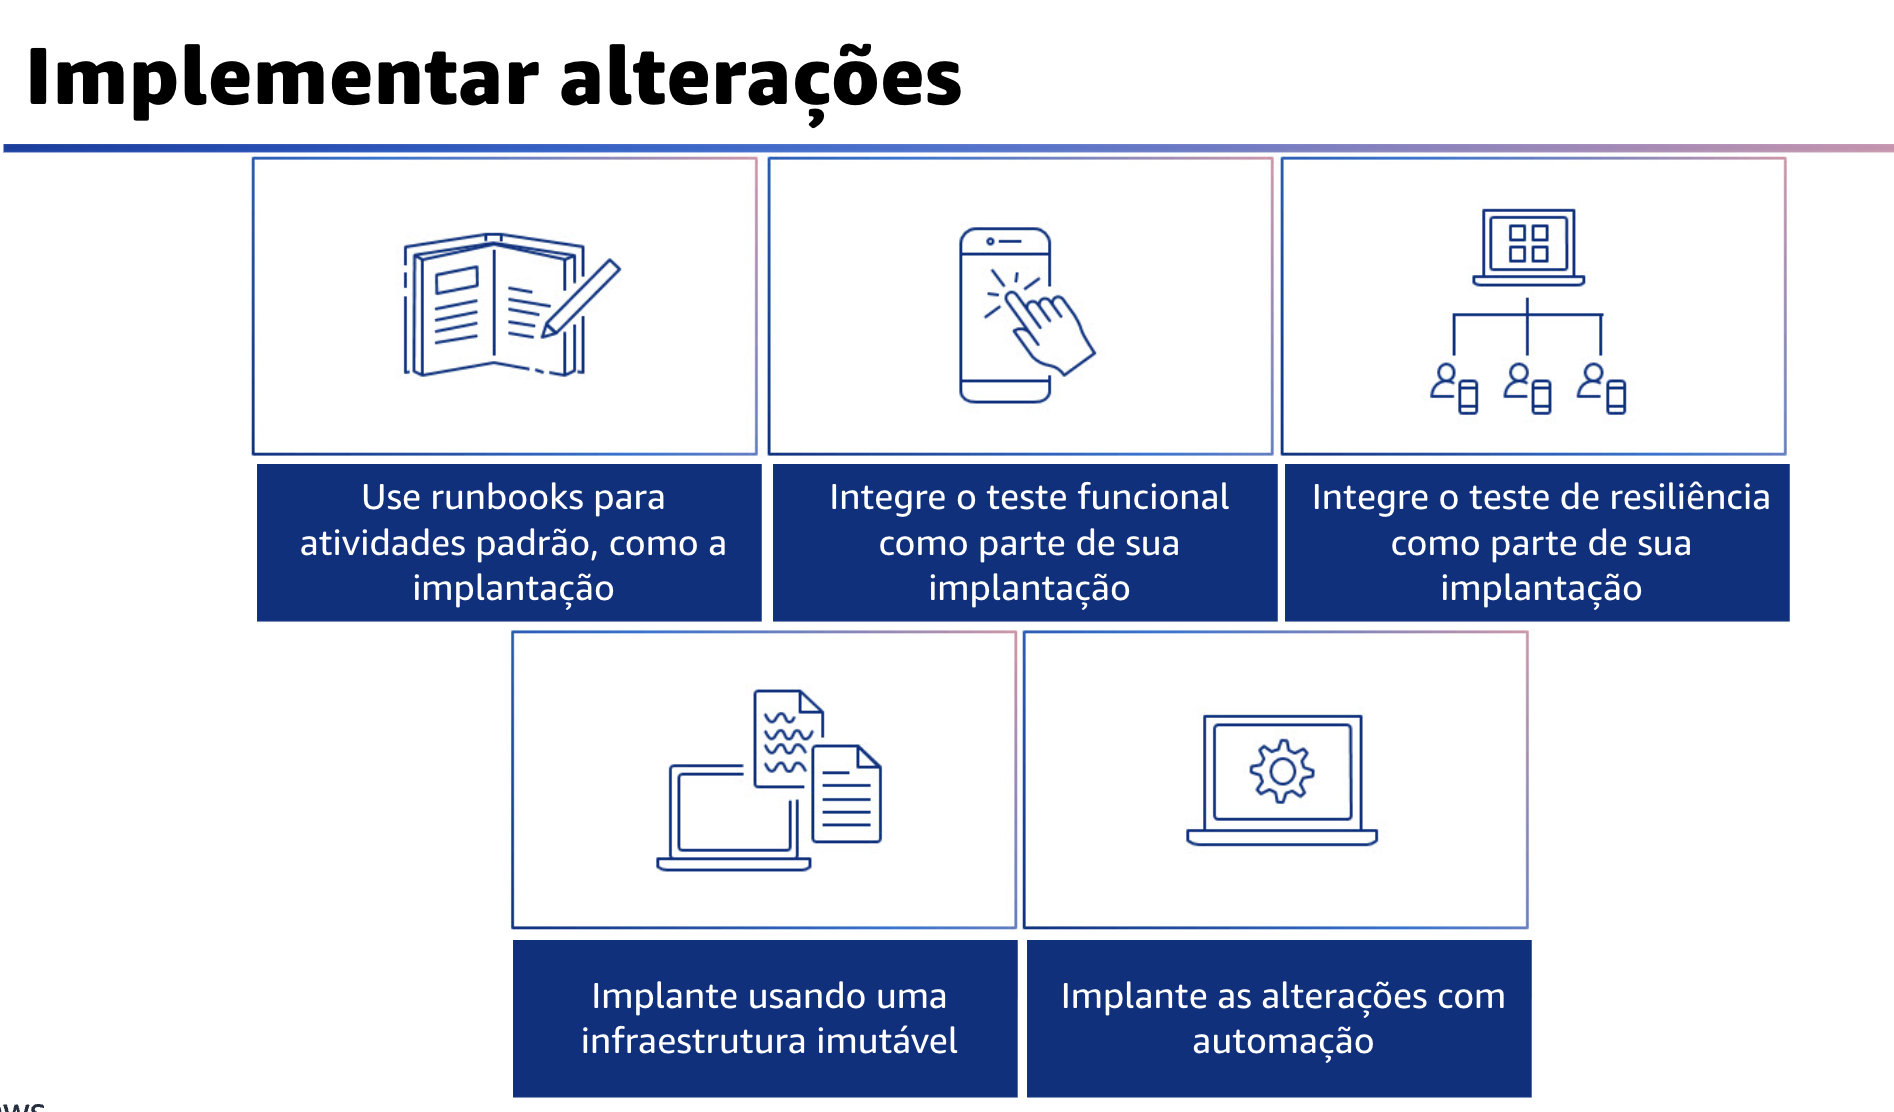 Implementar alterações
Use runbooks para
atividades padrão, como a
implantação
Integre o teste funcional
como parte de sua
implantação
Integre o teste de resiliência
como parte de sua
implantação
Implante usando uma
infraestrutura imutável
Implante as alterações com
automação